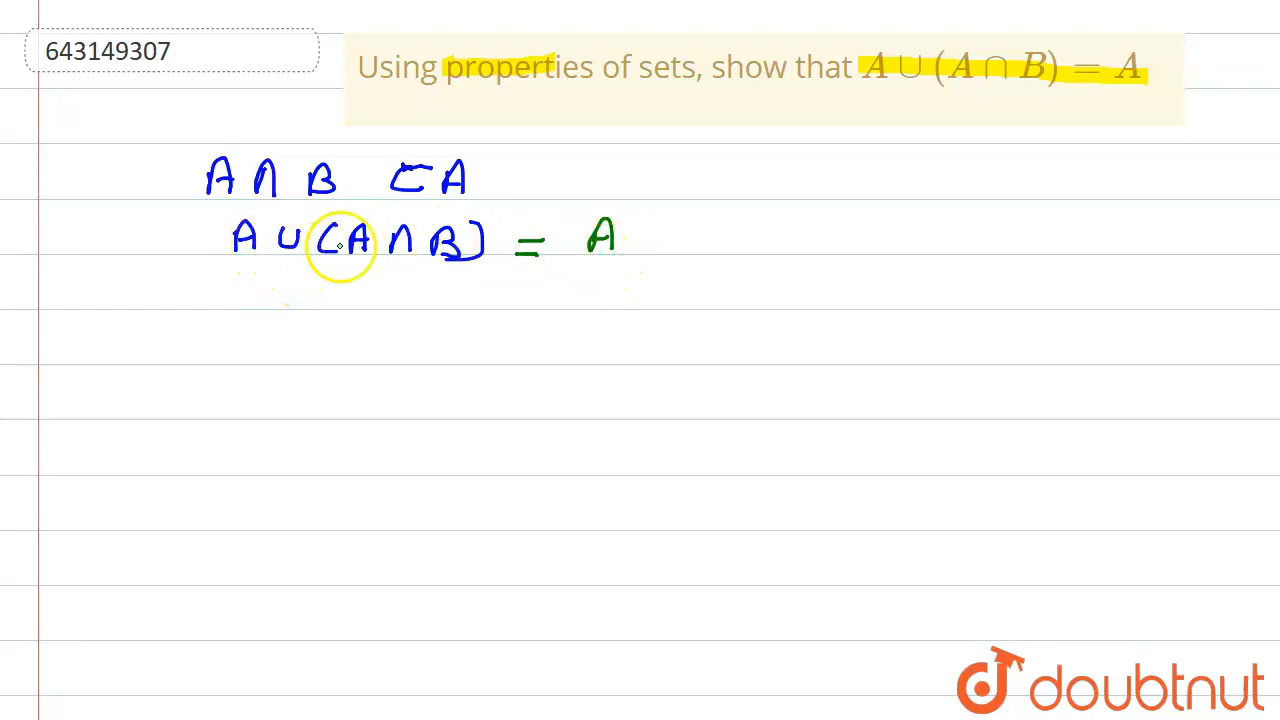 643149307
Using properties of sets, show that A ∪ (A ∩ B) = A
A ∩ B ⊂ A
A ∪ (A ∩ B) = A
doubtnut